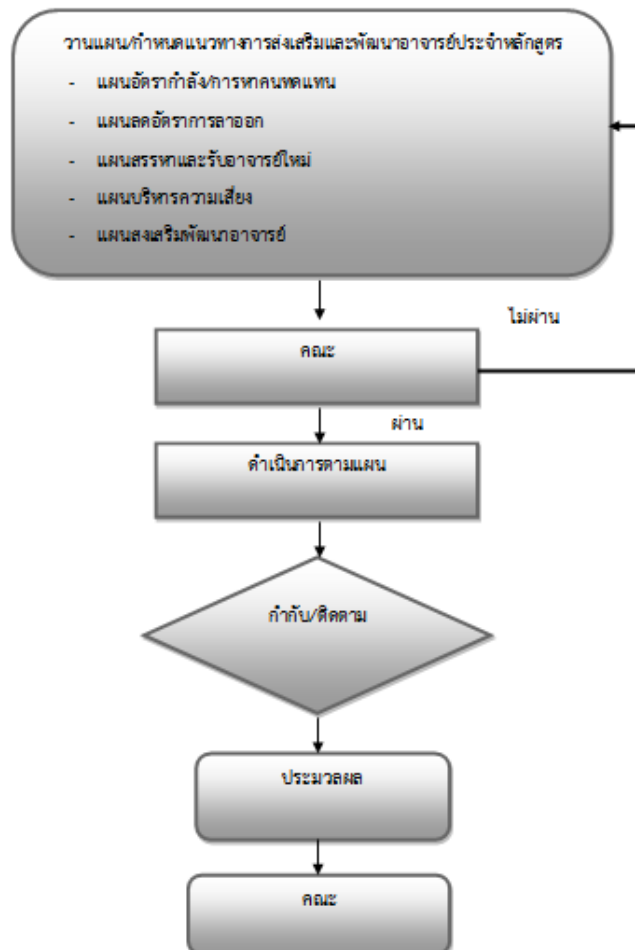 วานแผน/กำหนดแนวทางการส่งเสริมและพัฒนาอาจารย์ประจำหลักสูตร
- แผนอัตรากำลัง/การหาคนทดแทน
- แผนลดอัตราการลาออก
- แผนสรรหาและรับอาจารย์ใหม่
- แผนบริหารความเสี่ยง
- แผนส่งเสริมพัฒนาอาจารย์
ไม่ผ่าน
คณะ
ผ่าน
ดำเนินการตามแผน
กำกับ/ติดตาม
ประมวลผล
คณะ